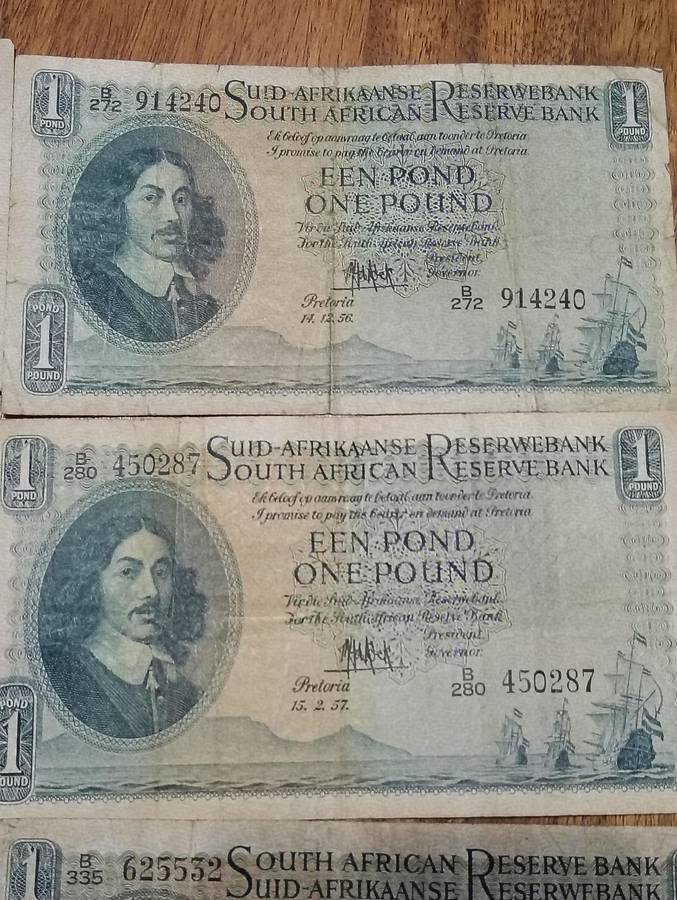 1 B/272 914240 SUID-AFRIKAANSE RESERWEBANK 1
POND SOUTH AFRICAN RESERVE BANK POUND
Ek beloof op aanvraag te betaal aan toonder te Pretoria
I promise to pay the bearer on demand at Pretoria
EEN POND
ONE POUND
Vir die Suid-Afrikaanse Reserwebank
For the South African Reserve Bank
President
Governor
Pretoria
14. 12. 56.
B/272 914240
POND
1
POUND
1 B/280 450287 SUID-AFRIKAANSE RESERWEBANK 1
POND SOUTH AFRICAN RESERVE BANK POUND
Ek beloof op aanvraag te betaal aan toonder te Pretoria
I promise to pay the bearer on demand at Pretoria
EEN POND
ONE POUND
Vir die Suid-Afrikaanse Reserwebank
For the South African Reserve Bank
President
Governor
Pretoria
15. 2. 57.
B/280 450287
POND
1
POUND
1 B/335 625532 SOUTH AFRICAN RESERVE BANK
SUID-AFRIKAANSE RESERWEBANK